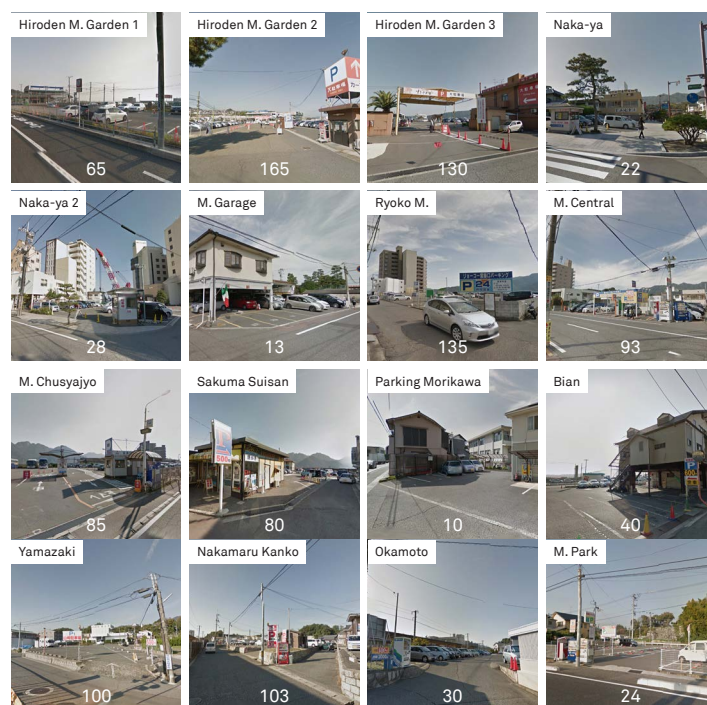 Hiroden M. Garden 1
65
Hiroden M. Garden 2
P
165
Hiroden M. Garden 3
130
Naka-ya
22
Naka-ya 2
28
M. Garage
13
Ryoko M.
P 24
135
M. Central
93
M. Chusyajyo
85
Sakuma Suisan
500
80
Parking Morikawa
10
Bian
P
400
40
Yamazaki
100
Nakamaru Kanko
P
103
Okamoto
30
M. Park
24